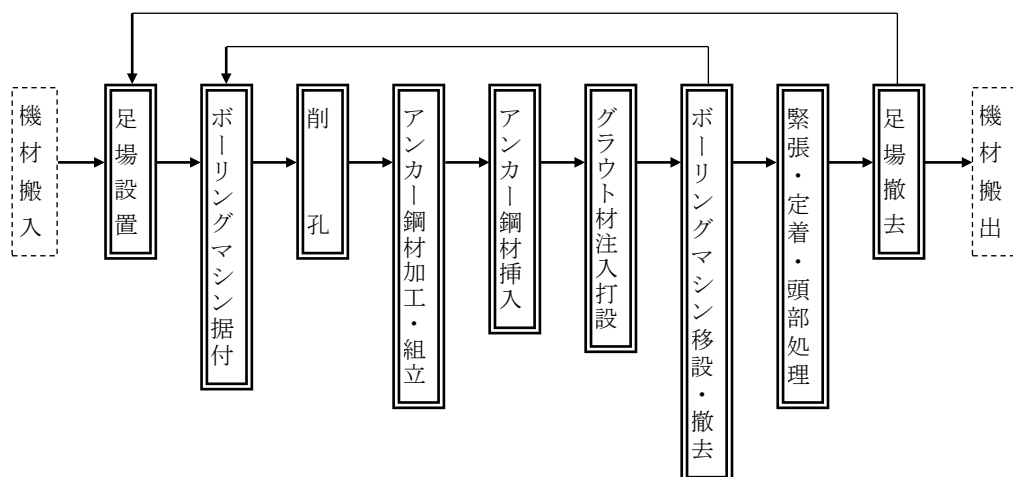 機材搬入
足場設置
ボーリングマシン据付
削孔
アンカー鋼材加工・組立
アンカー鋼材挿入
グラウト材注入打設
ボーリングマシン移設・撤去
緊張・定着・頭部処理
足場撤去
機材搬出